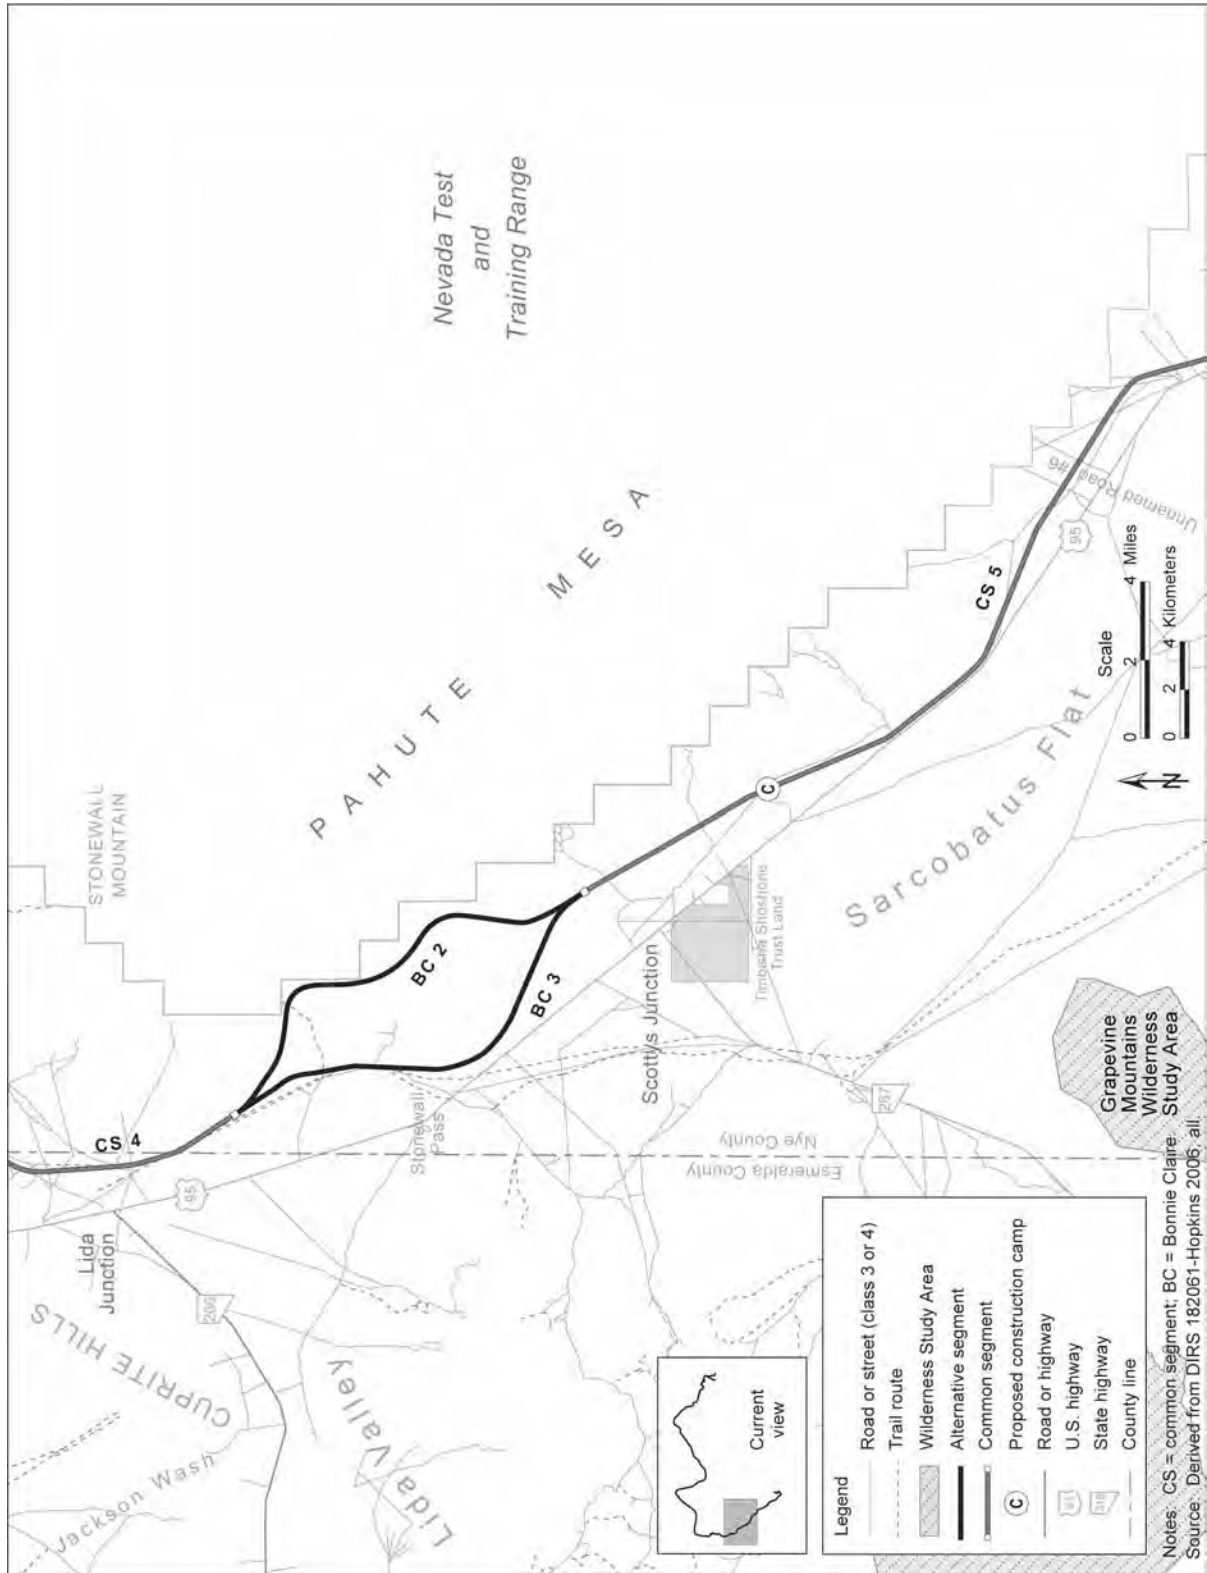 STONEWALL
MOUNTAIN
PAHUTE
MESA
Nevada Test
and
Training Range
CS 4
BC 2
BC 3
CS 5
Lida
Junction
95
266
CUPRITE HILLS
Jackson Wash
Lida Valley
Stonewall
Pass
Esmeralda County
Nye County
Scottys Junction
Timbisha Shoshone
Trust Land
C
267
Sarcobatus Flat
95
Unnamed Road #6
Grapevine
Mountains
Wilderness
Study Area
Scale
0 2 4 Miles
0 2 4 Kilometers
N
Current
view
Legend
Road or street (class 3 or 4)
Trail route
Wilderness Study Area
Alternative segment
Common segment
C Proposed construction camp
Road or highway
U.S. highway
318 State highway
County line
Notes: CS = common segment; BC = Bonnie Claire.
Source: Derived from DIRS 182061-Hopkins 2006, all.